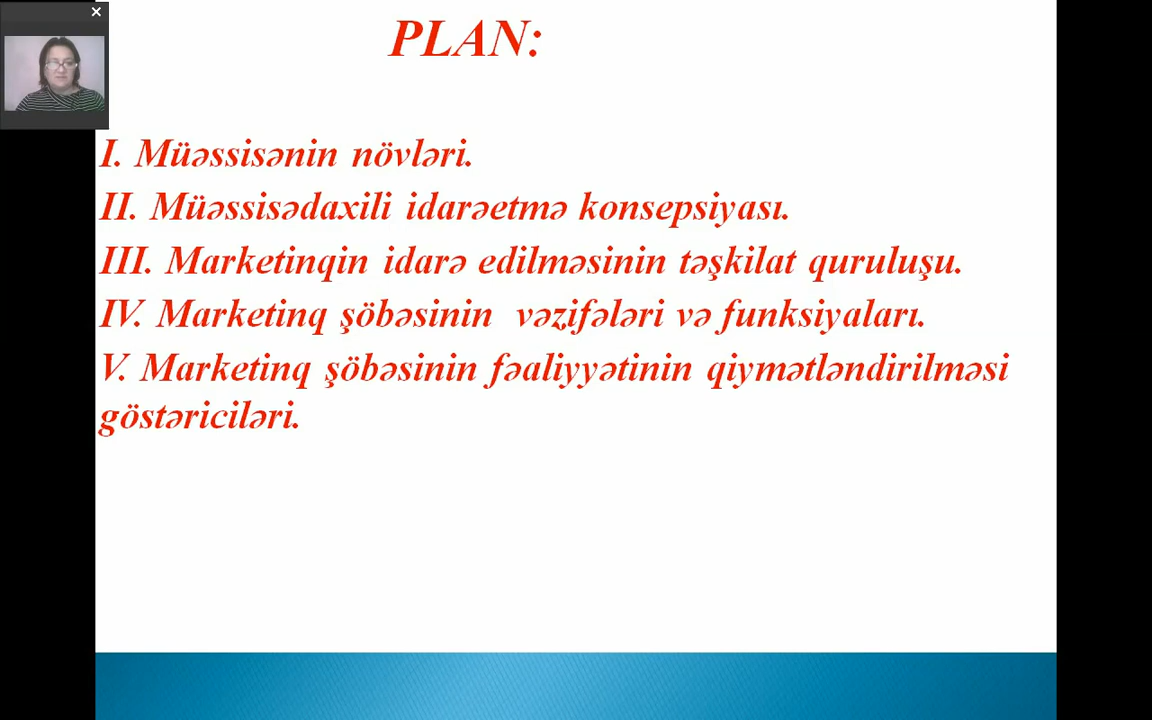 PLAN:
I. Müəssisənin növləri.
II. Müəssisədaxili idarəetmə konsepsiyası.
III. Marketinqin idarə edilməsinin təşkilat quruluşu.
IV. Marketinq şöbəsinin vəzifələri və funksiyaları.
V. Marketinq şöbəsinin fəaliyyətinin qiymətləndirilməsi
göstəriciləri.